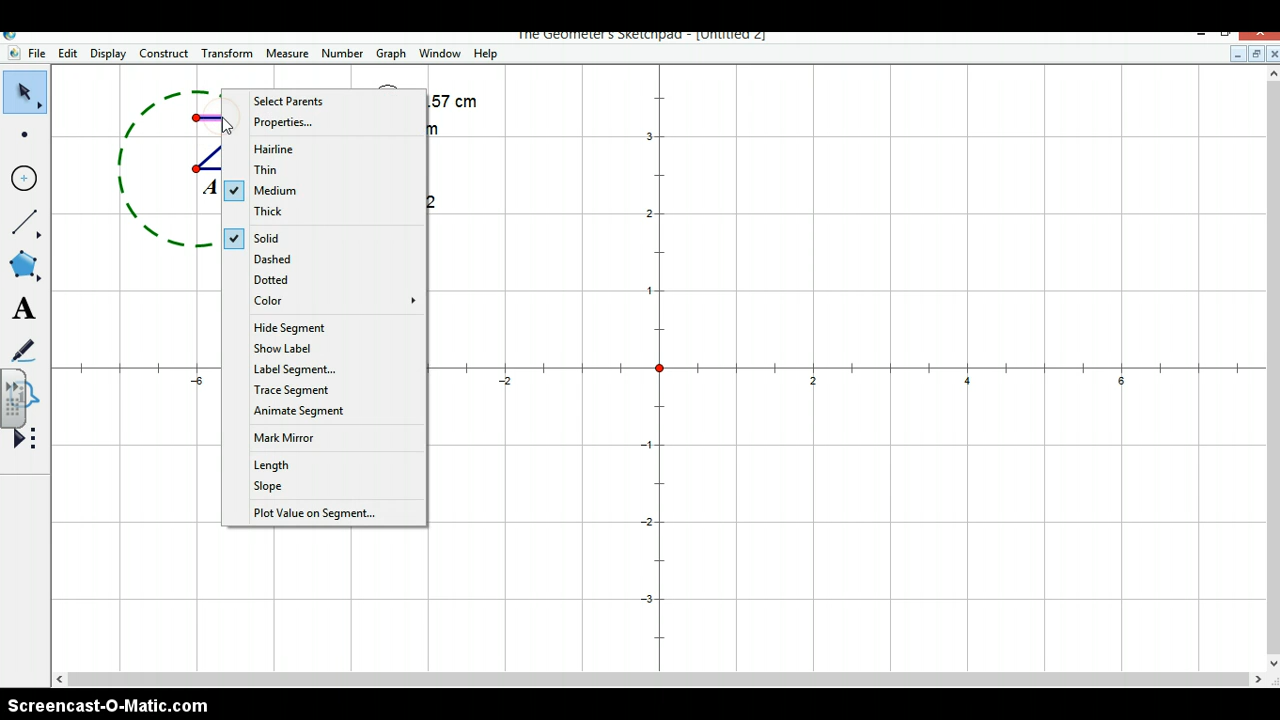 The Geometer's Sketchpad - [Untitled 2]
File Edit Display Construct Transform Measure Number Graph Window Help
Select Parents
.57 cm
Properties...
m
3
Hairline
Thin
A
Medium
Thick
2
2
Solid
Dashed
Dotted
1
Color
Hide Segment
Show Label
Label Segment...
-6
-2
2
4
6
Trace Segment
Animate Segment
Mark Mirror
-1
Length
Slope
Plot Value on Segment...
-2
-3
A
Screencast-O-Matic.com